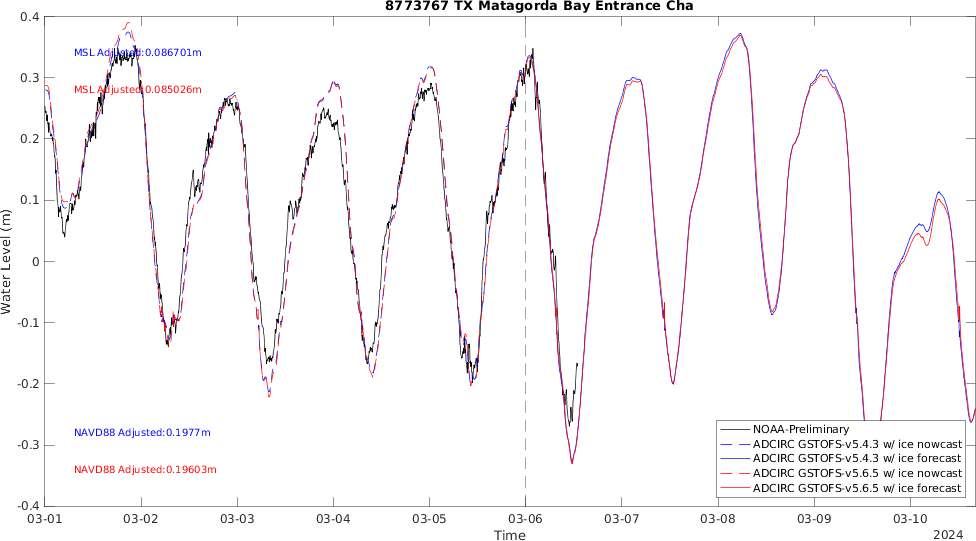 8773767 TX Matagorda Bay Entrance Cha
0.4
0.3
0.2
0.1
0
-0.1
-0.2
-0.3
-0.4
Water Level (m)
MSL Adjusted:0.086701m
MSL Adjusted:0.085026m
NAVD88 Adjusted:0.1977m
NAVD88 Adjusted:0.19603m
NOAA-Preliminary
ADCIRC GSTOFS-v5.4.3 w/ ice nowcast
ADCIRC GSTOFS-v5.4.3 w/ ice forecast
ADCIRC GSTOFS-v5.6.5 w/ ice nowcast
ADCIRC GSTOFS-v5.6.5 w/ ice forecast
03-01 03-02 03-03 03-04 03-05 03-06 03-07 03-08 03-09 03-10
Time
2024